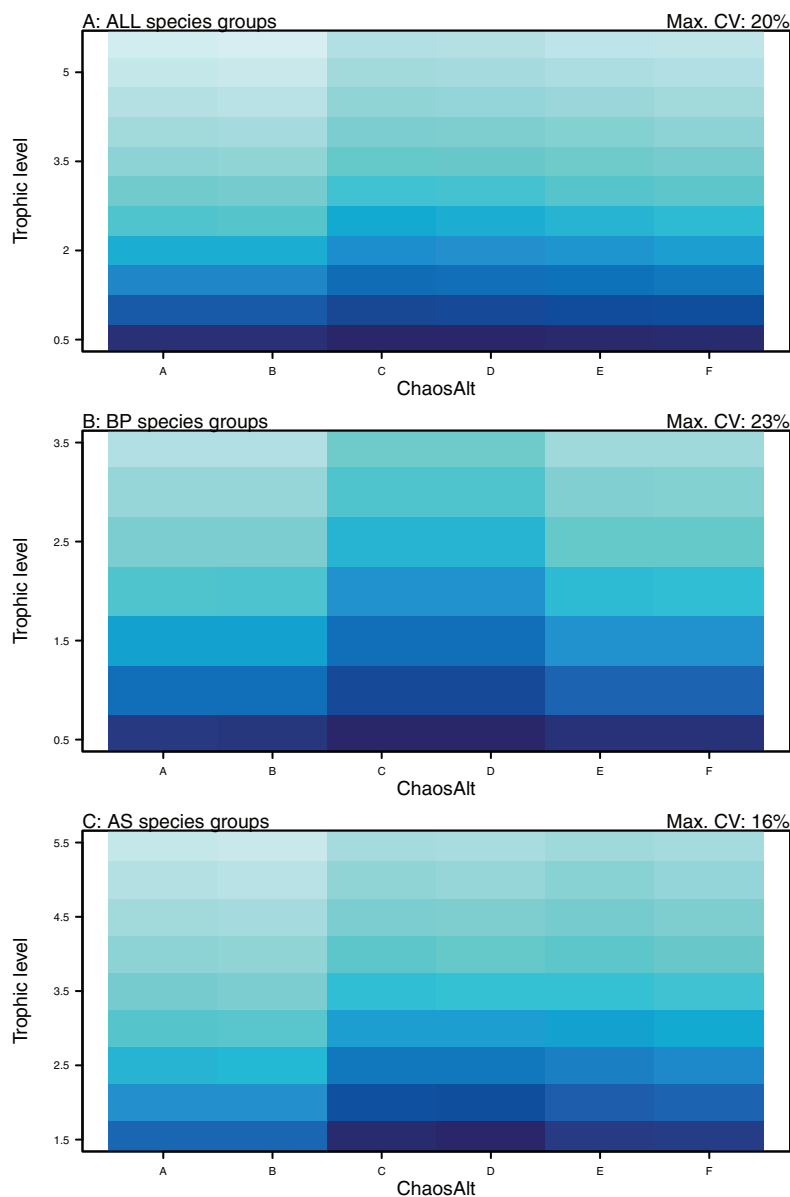 A: ALL species groups Max. CV: 20%
5
3.5
2
0.5
Trophic level
A B C D E F
ChaosAlt
B: BP species groups Max. CV: 23%
3.5
2.5
1.5
0.5
Trophic level
A B C D E F
ChaosAlt
C: AS species groups Max. CV: 16%
5.5
4.5
3.5
2.5
1.5
Trophic level
A B C D E F
ChaosAlt